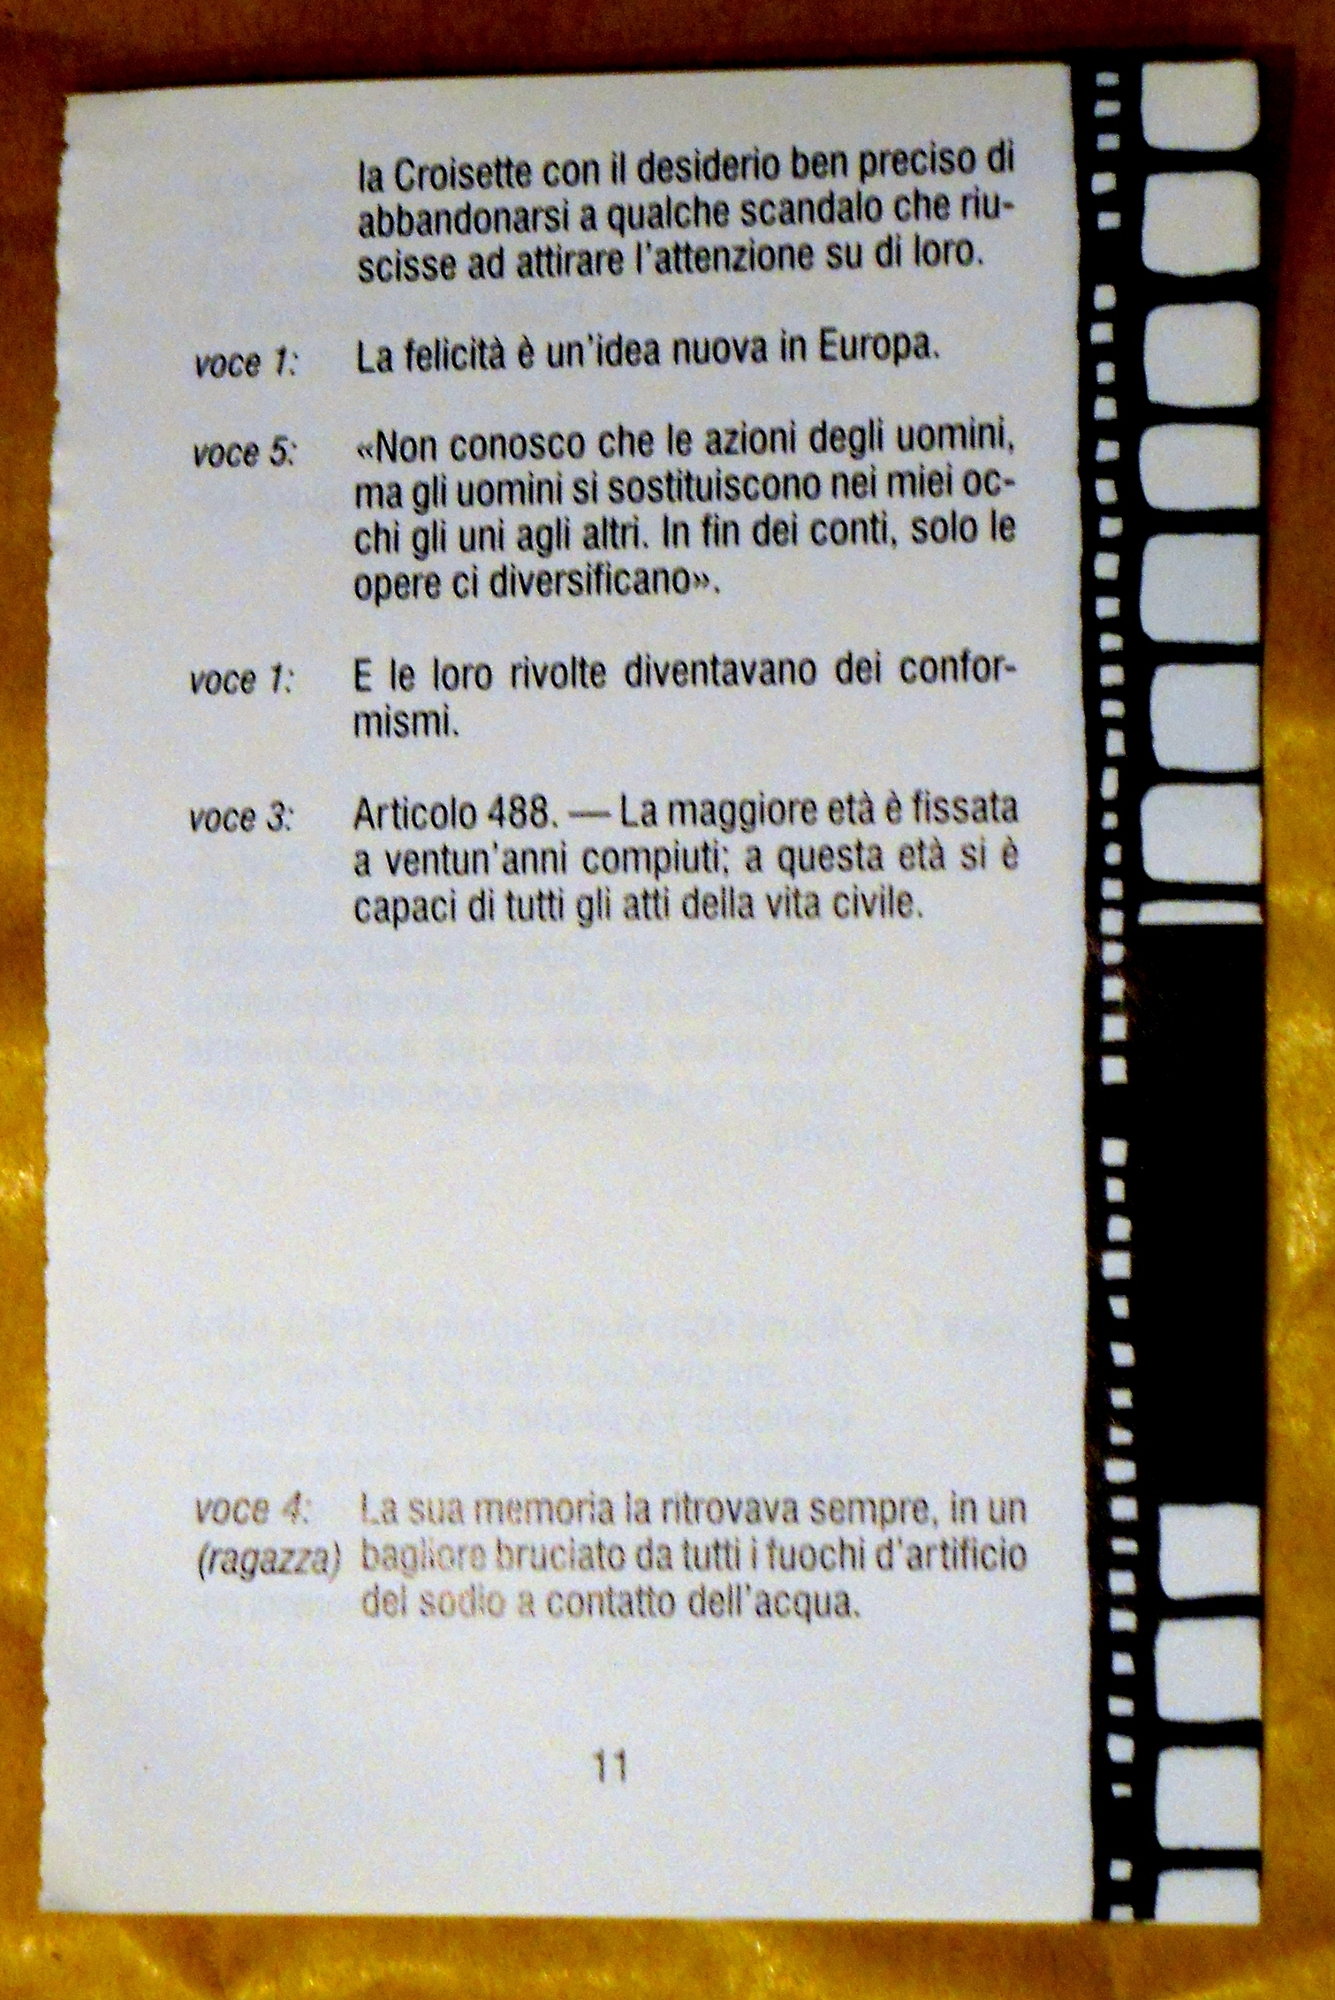 la Croisette con il desiderio ben preciso di
abbandonarsi a qualche scandalo che riu-
scisse ad attirare l'attenzione su di loro.
voce 1: La felicità è un'idea nuova in Europa.
voce 5: «Non conosco che le azioni degli uomini,
ma gli uomini si sostituiscono nei miei oc-
chi gli uni agli altri. In fin dei conti, solo le
opere ci diversificano».
voce 1: E le loro rivolte diventavano dei confor-
mismi.
voce 3: Articolo 488. — La maggiore età è fissata
a ventun'anni compiuti; a questa età si è
capaci di tutti gli atti della vita civile.
voce 4: La sua memoria la ritrovava sempre, in un
(ragazza) bagliore bruciato da tutti i fuochi d'artificio
del sodio a contatto dell'acqua.
11